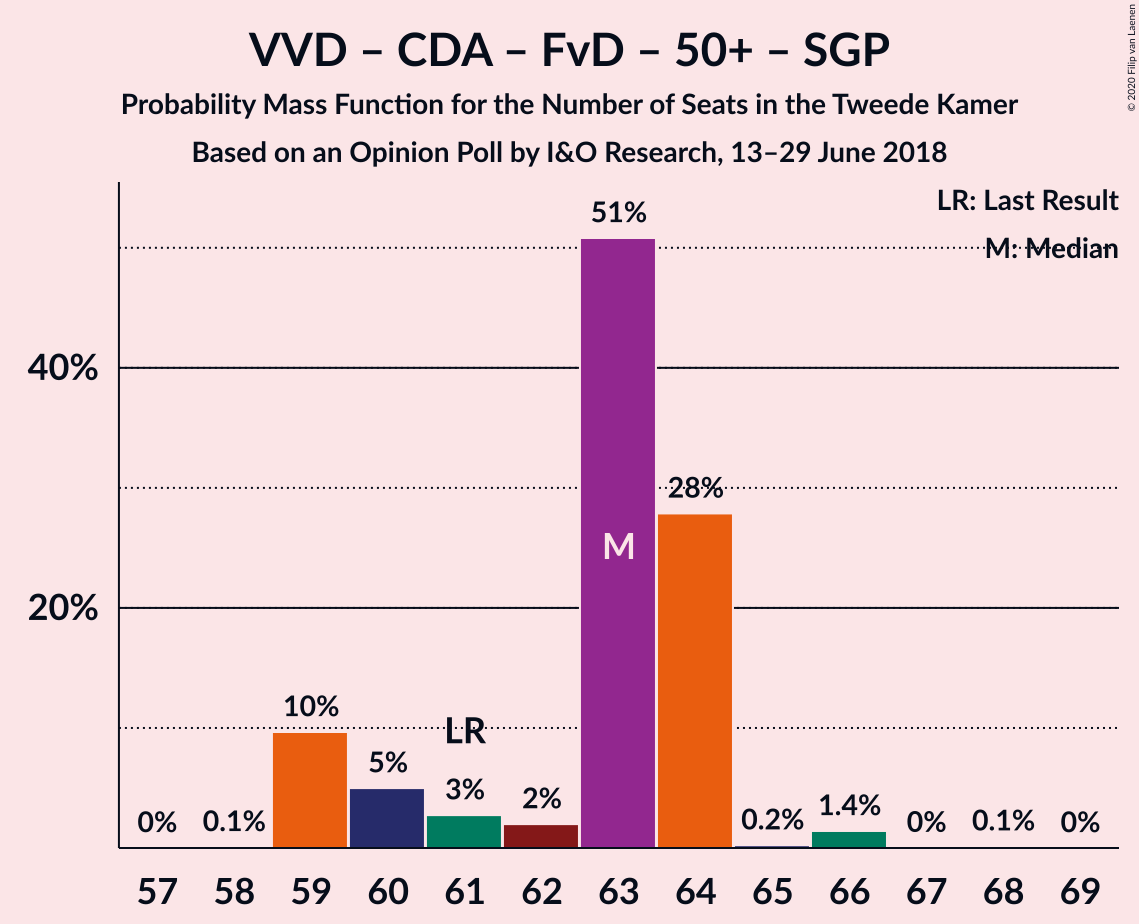 VVD – CDA – FvD – 50+ – SGP
Probability Mass Function for the Number of Seats in the Tweede Kamer
Based on an Opinion Poll by I&O Research, 13–29 June 2018
© 2020 Filip van Laenen
LR: Last Result
M: Median
40%
20%
0%
0.1%
10%
5%
3%
LR
2%
51%
M
28%
0.2%
1.4%
0%
0.1%
0%
57 58 59 60 61 62 63 64 65 66 67 68 69